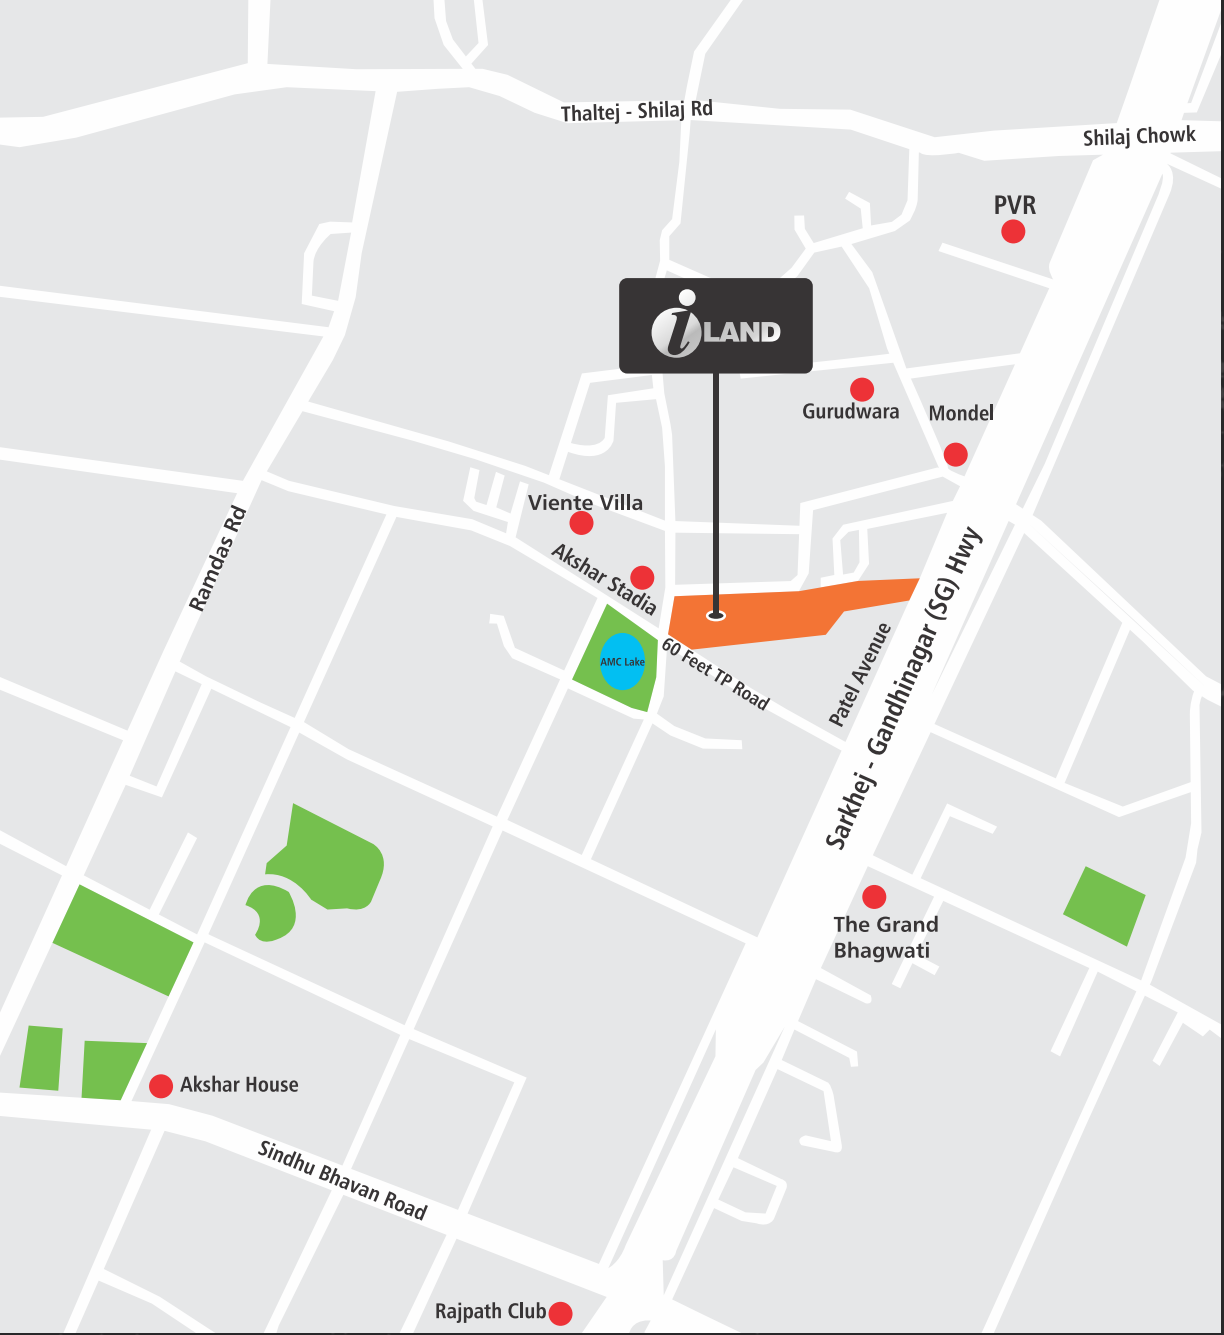 Thaltej - Shilaj Rd
Shilaj Chowk
PVR
i LAND
Gurudwara
Mondel
Viente Villa
Akshar Stadia
Ramdas Rd
AMC Lake
60 Feet TP Road
Patel Avenue
Sarkhej - Gandhinagar (SG) Hwy
The Grand
Bhagwati
Akshar House
Sindhu Bhavan Road
Rajpath Club